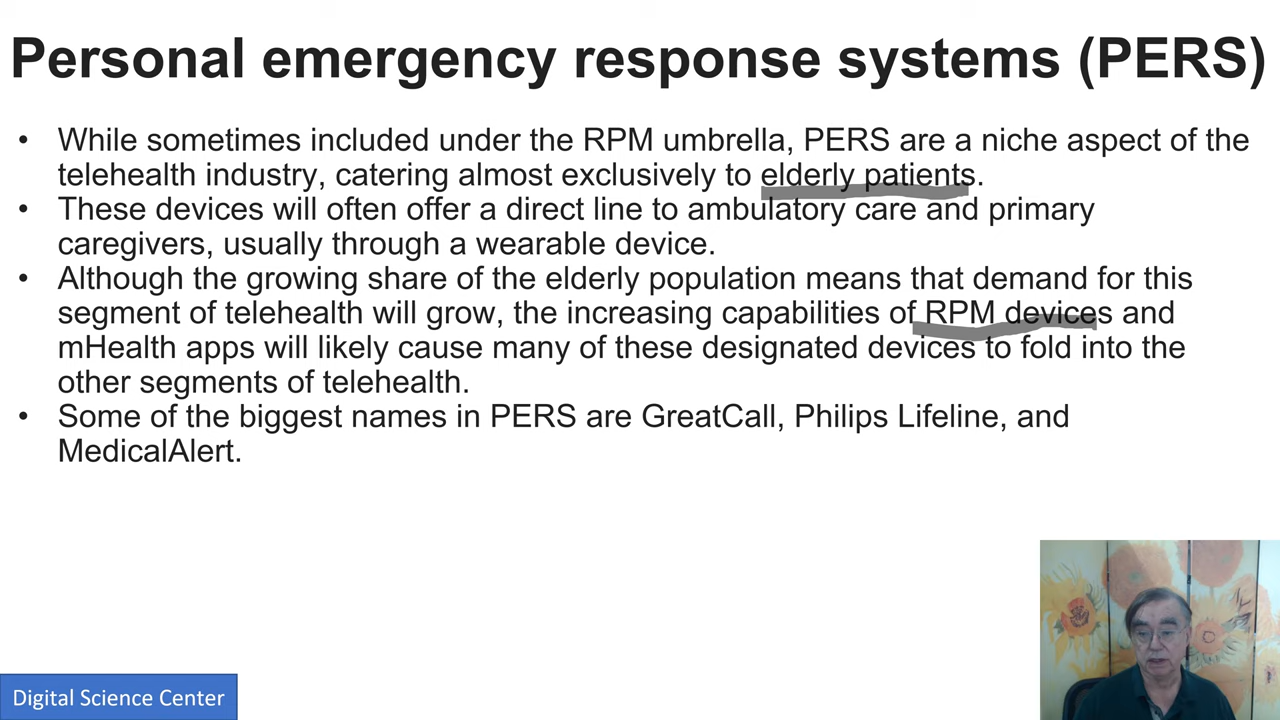 Personal emergency response systems (PERS)
• While sometimes included under the RPM umbrella, PERS are a niche aspect of the
telehealth industry, catering almost exclusively to elderly patients.
• These devices will often offer a direct line to ambulatory care and primary
caregivers, usually through a wearable device.
• Although the growing share of the elderly population means that demand for this
segment of telehealth will grow, the increasing capabilities of RPM devices and
mHealth apps will likely cause many of these designated devices to fold into the
other segments of telehealth.
• Some of the biggest names in PERS are GreatCall, Philips Lifeline, and
MedicalAlert.
Digital Science Center